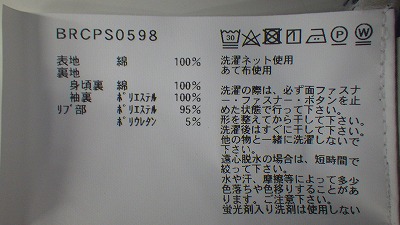 BRCPS0598
表地 綿 100%
裏地
身頃裏 綿 100%
袖裏 ﾎﾟﾘｴｽﾃﾙ 100%
リブ部 ﾎﾟﾘｴｽﾃﾙ 95%
ﾎﾟﾘｳﾚﾀﾝ 5%
30 P W
洗濯ネット使用
あて布使用
洗濯の際は、必ず面ファスナ
ー・ファスナー・ボタンを止
めた状態で行って下さい。
形を整えてから干して下さい。
洗濯後はすぐに干して下さい。
他の物と一緒に洗濯しないで
下さい。
遠心脱水の場合は、短時間で
絞って下さい。
水や汗、摩擦等によって多少
色落ちや色移りすることがあ
ります。ご注意下さい。
蛍光剤入り洗剤は使用しない